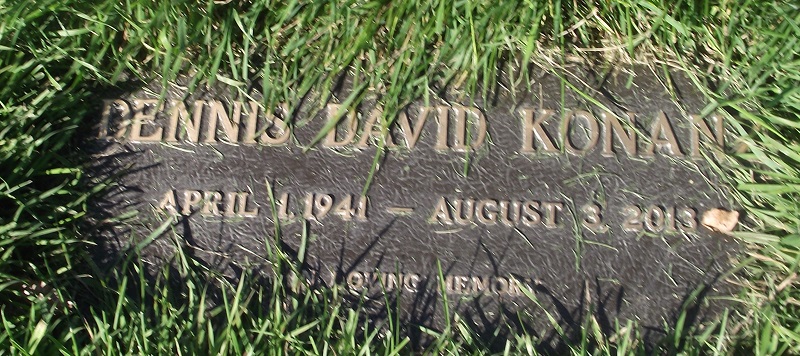 DENNIS DAVID KONAN
APRIL 1, 1941 – AUGUST 3, 2013
IN LOVING MEMORY